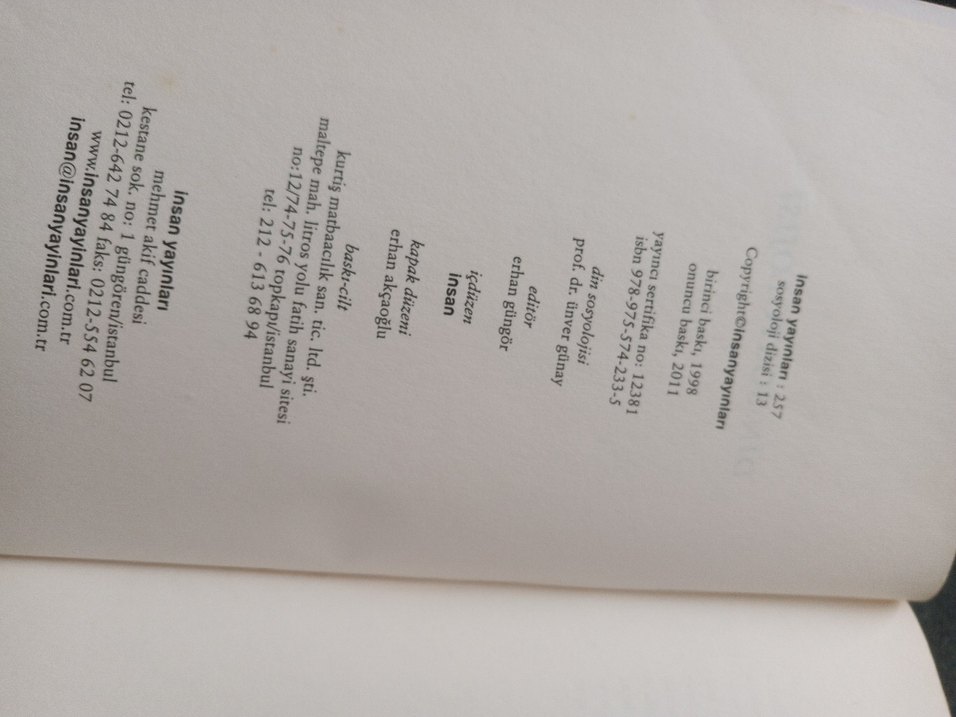 insan yayınları : 257
sosyoloji dizisi : 13
Copyright©insanyayınları
birinci baskı, 1998
onuncu baskı, 2011
yayıncı sertifika no: 12381
isbn 978-975-574-233-5
din sosyolojisi
prof. dr. ünver günay
editör
erhan güngör
içdüzen
insan
kapak düzeni
erhan akçaoğlu
baskı-cilt
kurtiş matbaacılık san. tic. ltd. şti.
maltepe mah. litros yolu fatih sanayi sitesi
no:12/74-75-76 topkapı/istanbul
tel: 212 - 613 68 94
insan yayınları
mehmet akif caddesi
kestane sok. no: 1 güngören/istanbul
tel: 0212-642 74 84 faks: 0212-554 62 07
www.insanyayinlari.com.tr
insan@insanyayinlari.com.tr